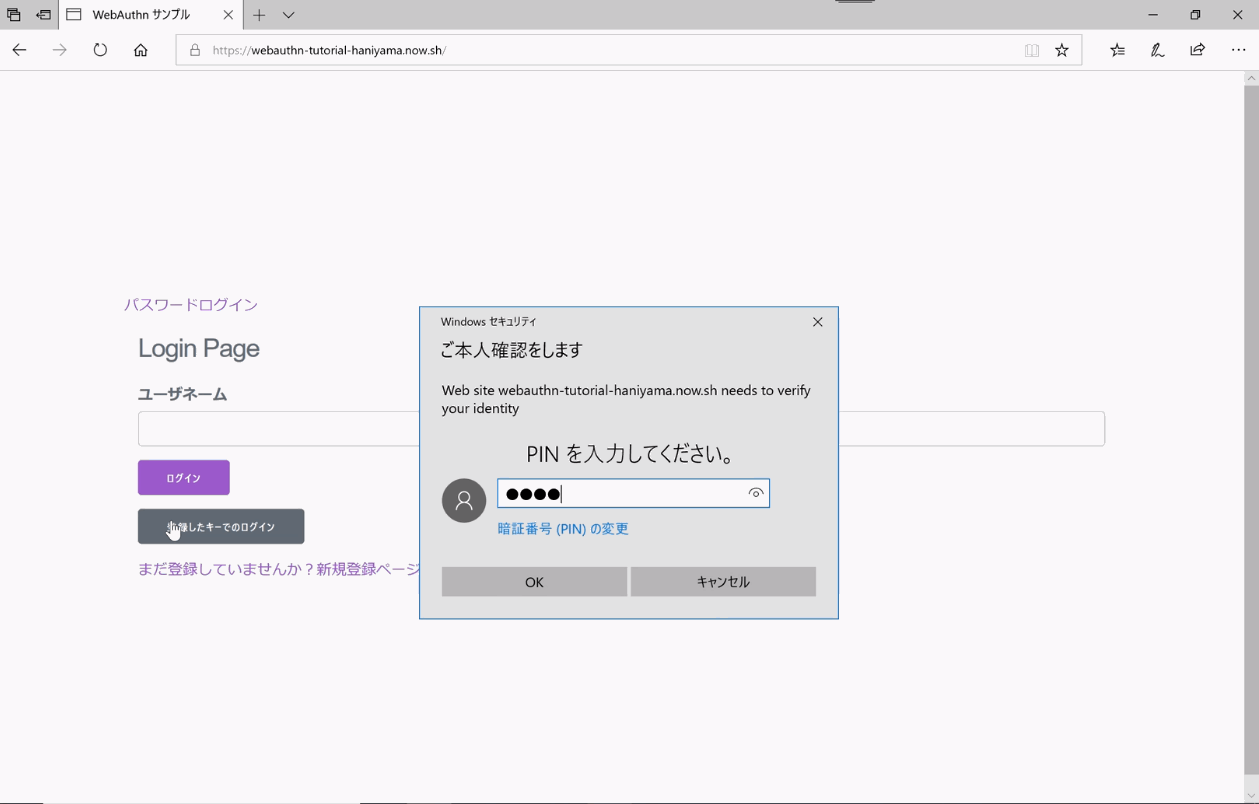 WebAuthn サンプル
https://webauthn-tutorial-haniyama.now.sh/
パスワードログイン
Login Page
ユーザネーム
ログイン
録したキーでのログイン
まだ登録していませんか？新規登録ページ
Windows セキュリティ
ご本人確認をします
Web site webauthn-tutorial-haniyama.now.sh needs to verify
your identity
PIN を入力してください。
暗証番号 (PIN) の変更
OK
キャンセル